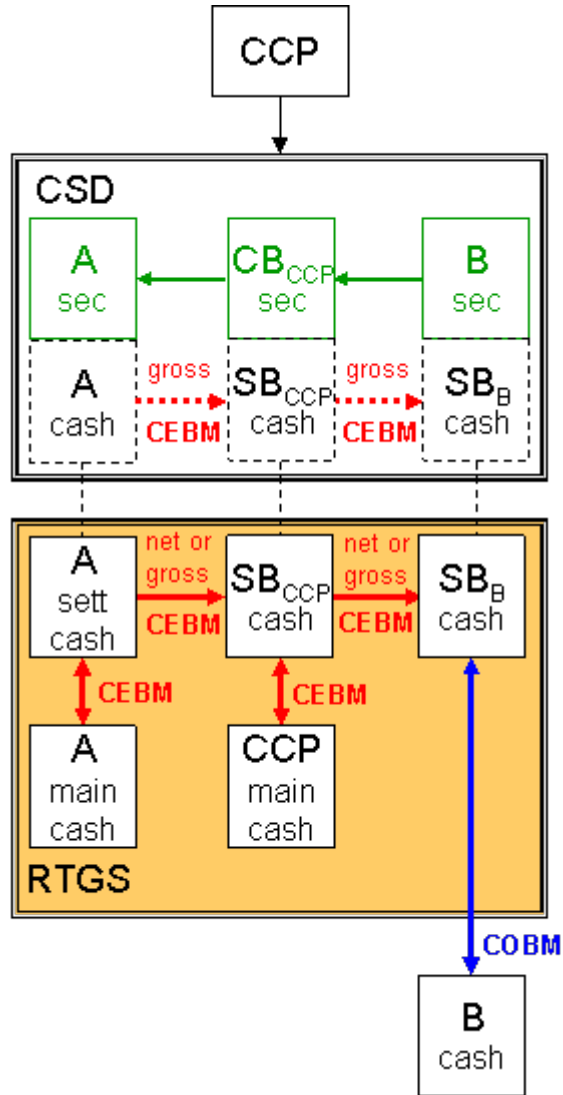 CCP
CSD
A
sec
CB CCP
sec
B
sec
A
cash
gross
CEBM
SB CCP
cash
gross
CEBM
SB B
cash
A
sett
cash
net or
gross
CEBM
SB CCP
cash
net or
gross
CEBM
SB B
cash
CEBM
CEBM
A
main
cash
CCP
main
cash
RTGS
COBM
B
cash